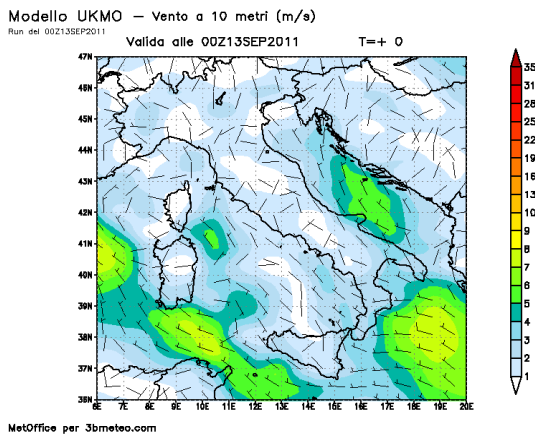 Modello UKMO – Vento a 10 metri (m/s)
Run del 00Z13SEP2011
Valida alle 00Z13SEP2011 T=+ 0
47N
46N
45N
44N
43N
42N
41N
40N
39N
38N
37N
36N
6E 7E 8E 9E 10E 11E 12E 13E 14E 15E 16E 17E 18E 19E 20E
35
31
28
25
22
19
16
13
10
9
8
7
6
5
4
3
2
1
MetOffice per 3bmeteo.com